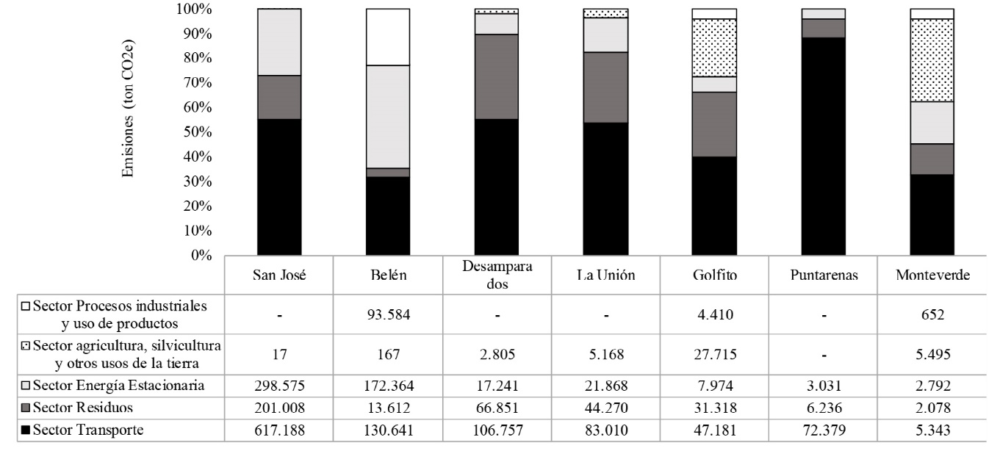 100%
90%
80%
70%
60%
50%
40%
30%
20%
10%
0%
Emisiones (ton CO2e)
San José Belén Desampara La Unión Golfito Puntarenas Monteverde
dos
Sector Procesos industriales - 93.584 - - 4.410 - 652
y uso de productos
Sector agricultura, silvicultura 17 167 2.805 5.168 27.715 - 5.495
y otros usos de la tierra
Sector Energía Estacionaria 298.575 172.364 17.241 21.868 7.974 3.031 2.792
Sector Residuos 201.008 13.612 66.851 44.270 31.318 6.236 2.078
Sector Transporte 617.188 130.641 106.757 83.010 47.181 72.379 5.343